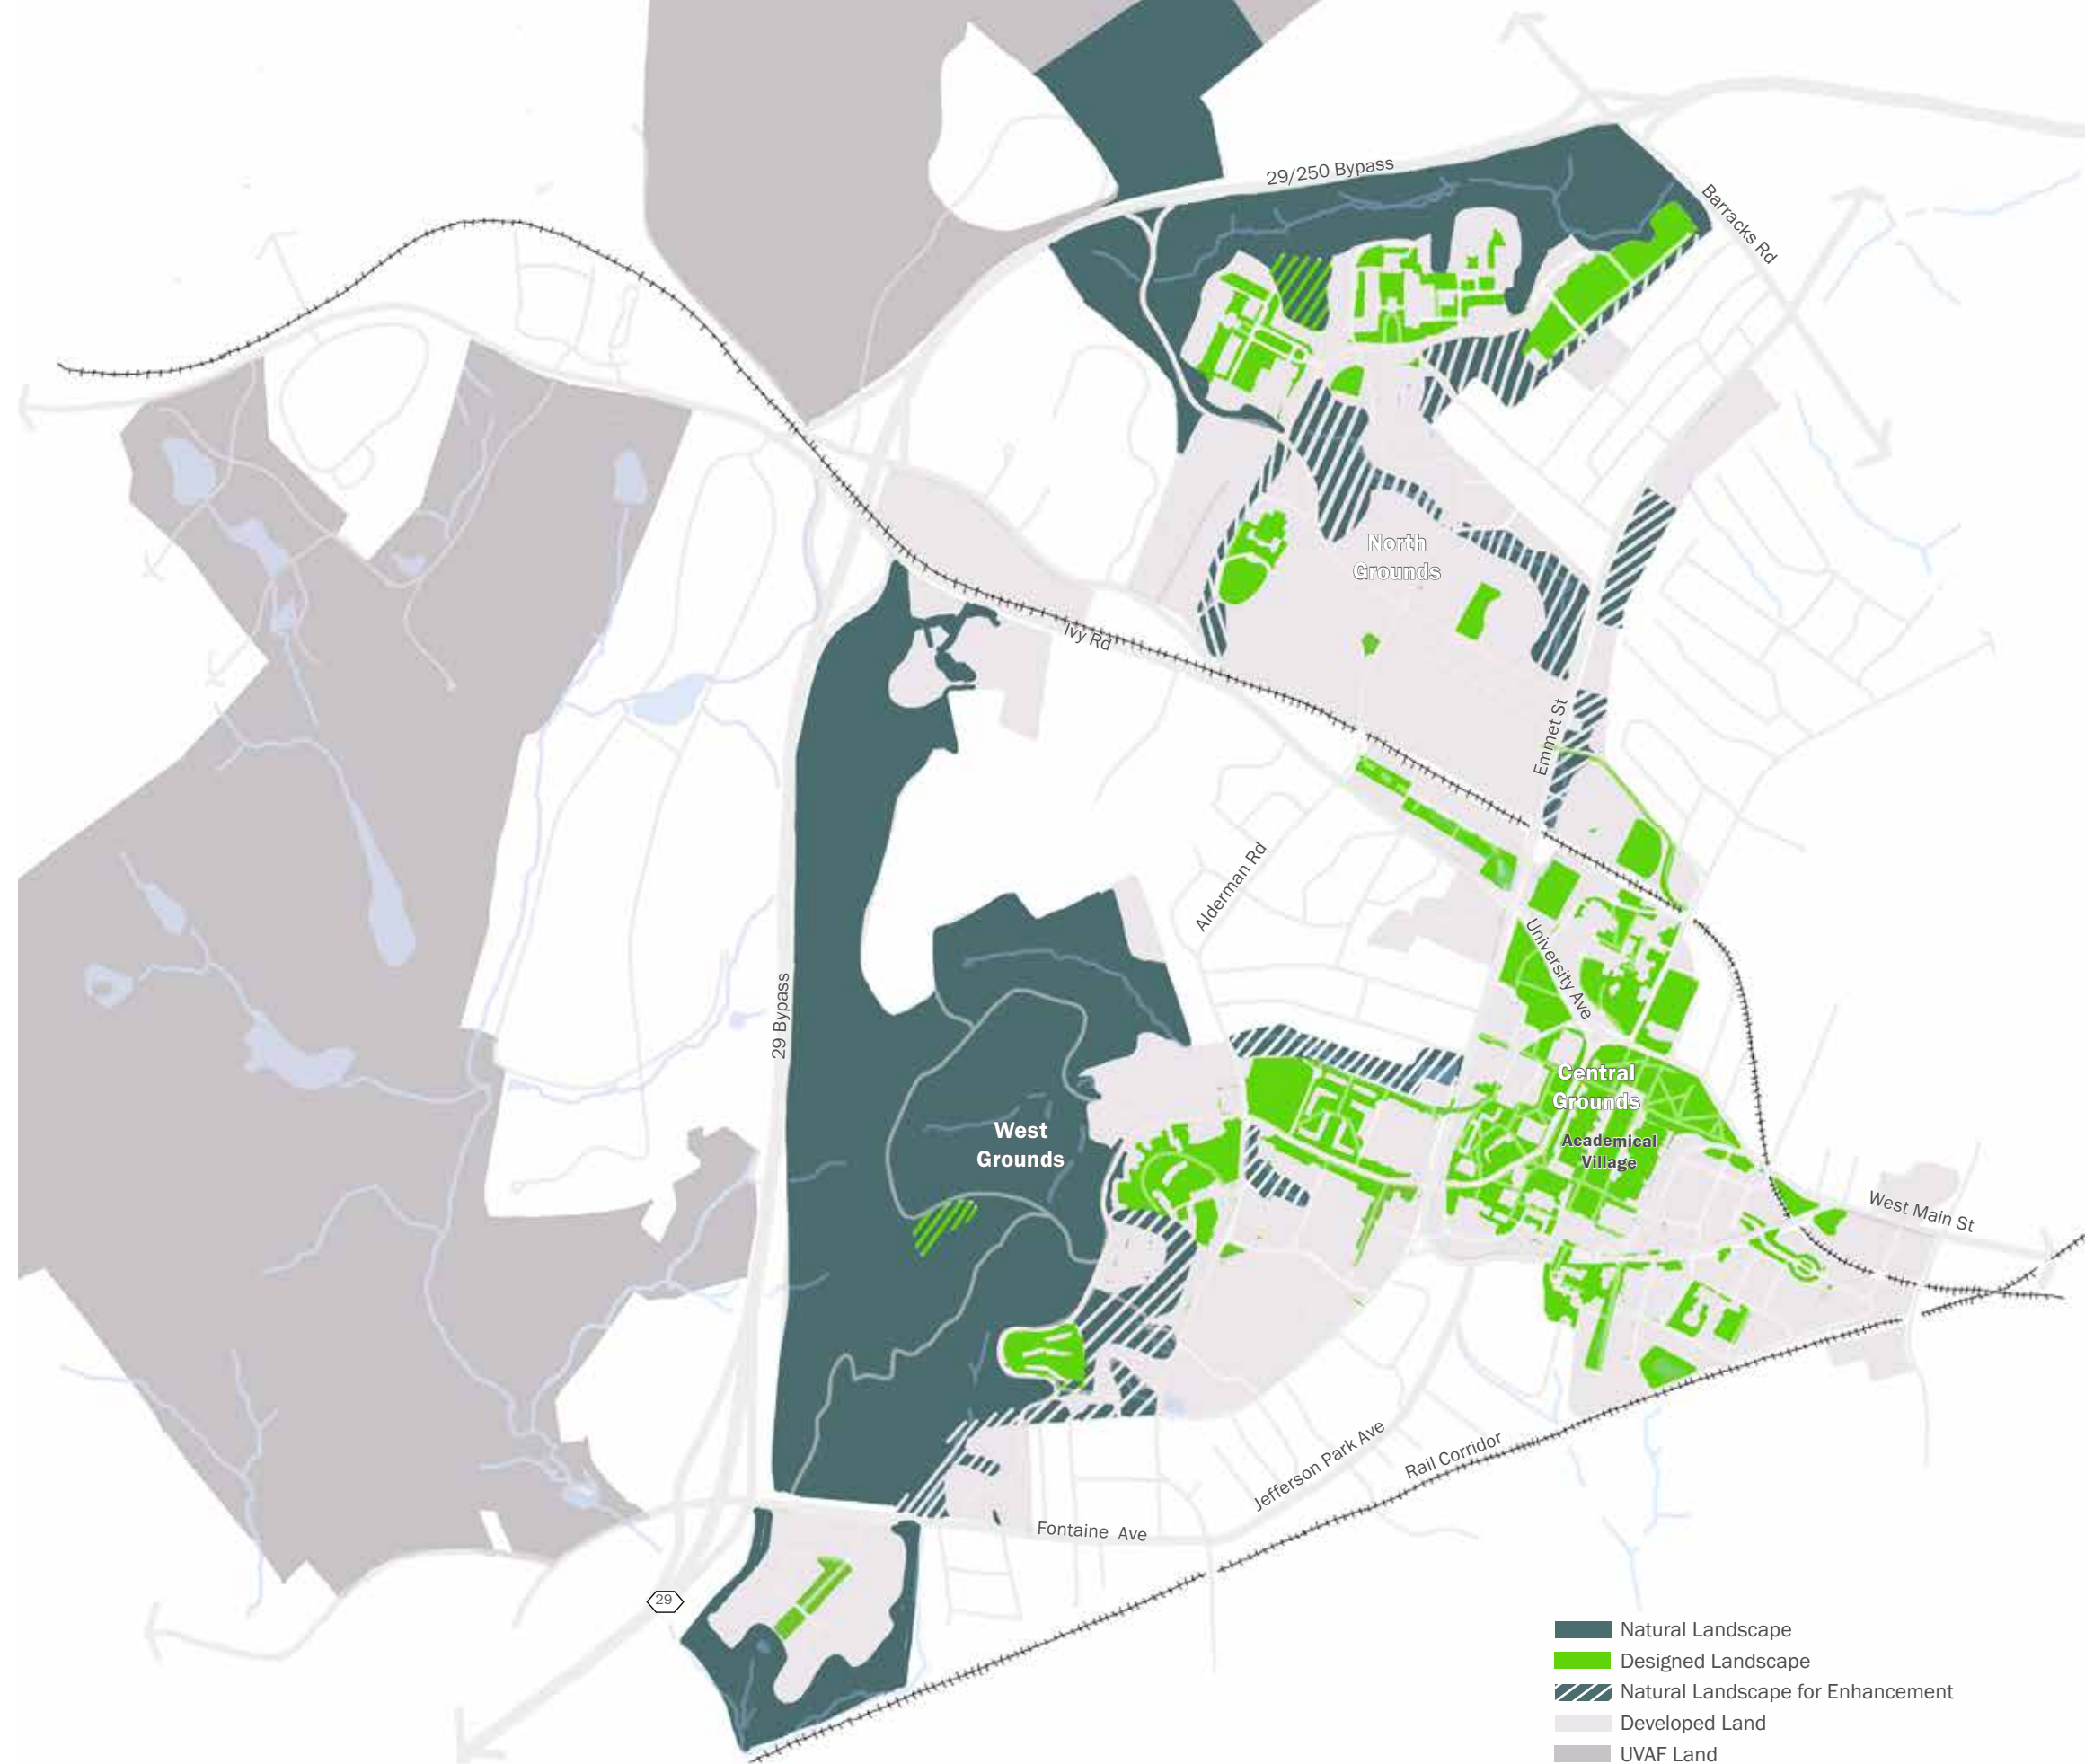 29/250 Bypass
Barracks Rd
North
Grounds
Ivy Rd
Emmet St
Alderman Rd
University Ave
29 Bypass
Central
Grounds
West
Grounds
Academical
Village
West Main St
Jefferson Park Ave
Rail Corridor
Fontaine Ave
29
Natural Landscape
Designed Landscape
Natural Landscape for Enhancement
Developed Land
UVAF Land